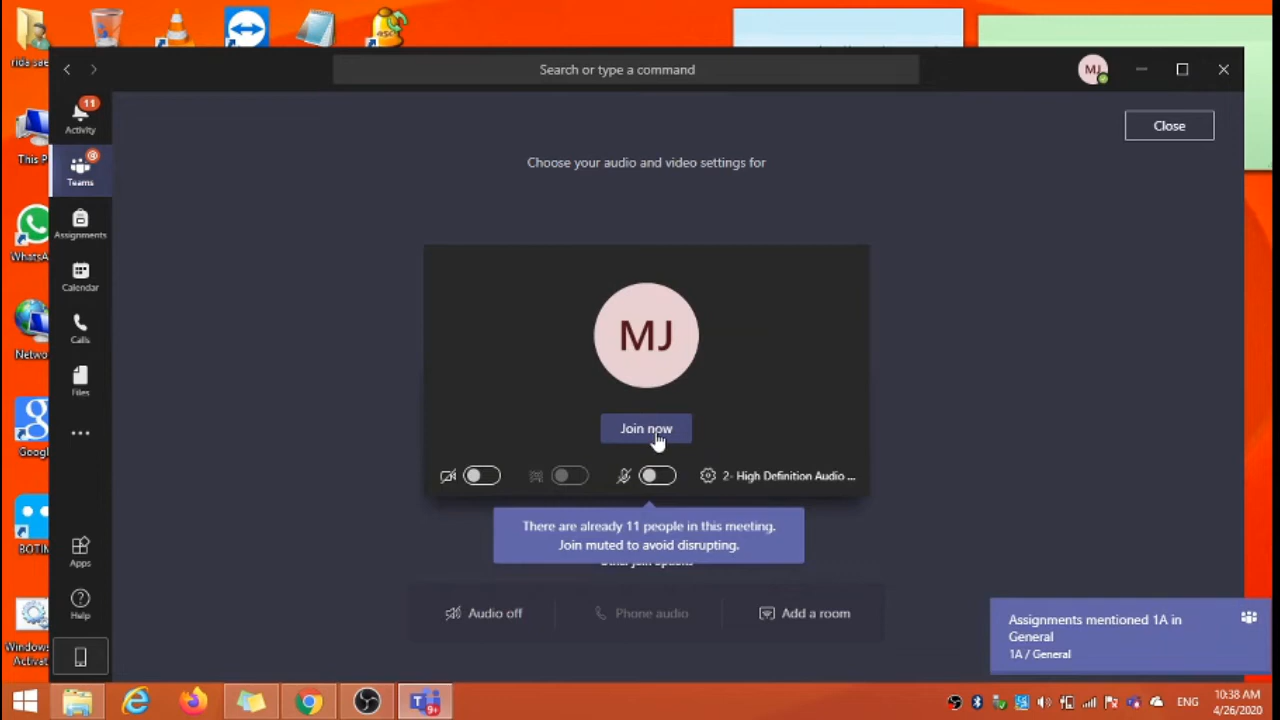 rida sae
Search or type a command
MJ
11
Activity
Close
This P
Teams
Choose your audio and video settings for
Assignments
WhatsA
Calendar
MJ
Calls
Netwo
Files
Join now
Googl
2- High Definition Audio ...
There are already 11 people in this meeting.
Join muted to avoid disrupting.
BOTIM
Apps
Help
Audio off
Phone audio
Add a room
Assignments mentioned 1A in
General
1A / General
Windows
Activat
9+
ENG
10:38 AM
4/26/2020